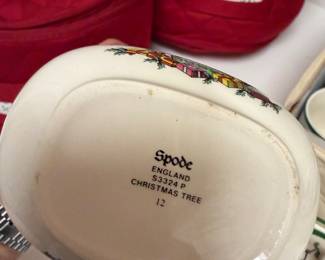 Spode
ENGLAND
S3324 P
CHRISTMAS TREE
12